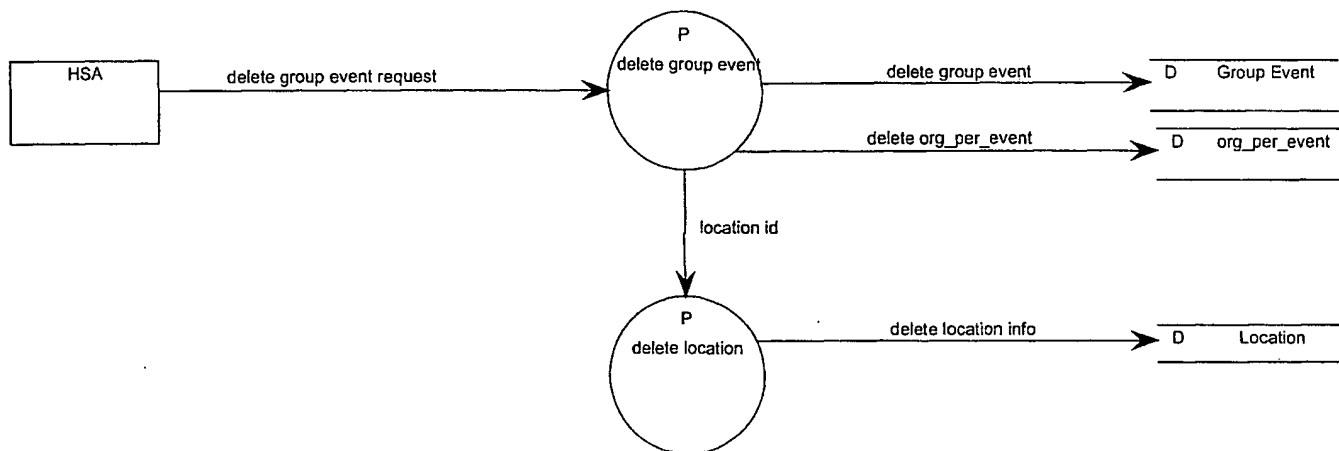 HSA
delete group event request
P
delete group event
delete group event
D Group Event
delete org_per_event
D org_per_event
location id
P
delete location
delete location info
D Location